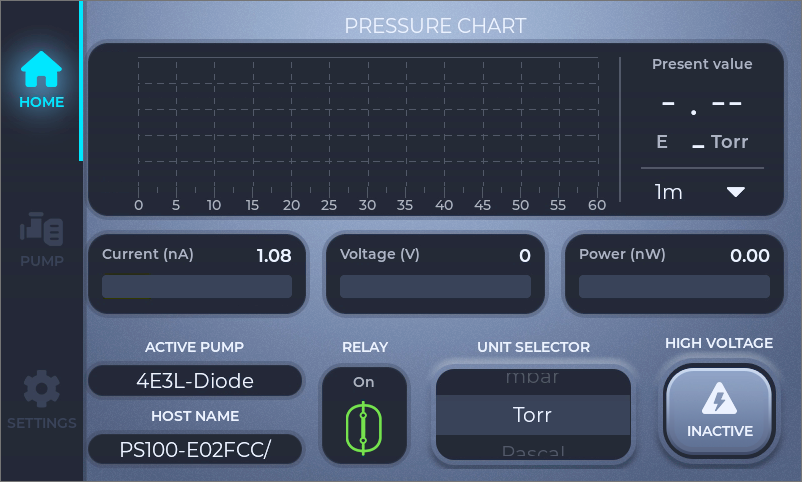 PRESSURE CHART
HOME
PUMP
SETTINGS
Present value
- . --
E _ Torr
1m
0 5 10 15 20 25 30 35 40 45 50 55 60
Current (nA) 1.08
Voltage (V) 0
Power (nW) 0.00
ACTIVE PUMP
4E3L-Diode
HOST NAME
PS100-E02FCC/
RELAY
On
UNIT SELECTOR
mbar
Torr
Pascal
HIGH VOLTAGE
INACTIVE